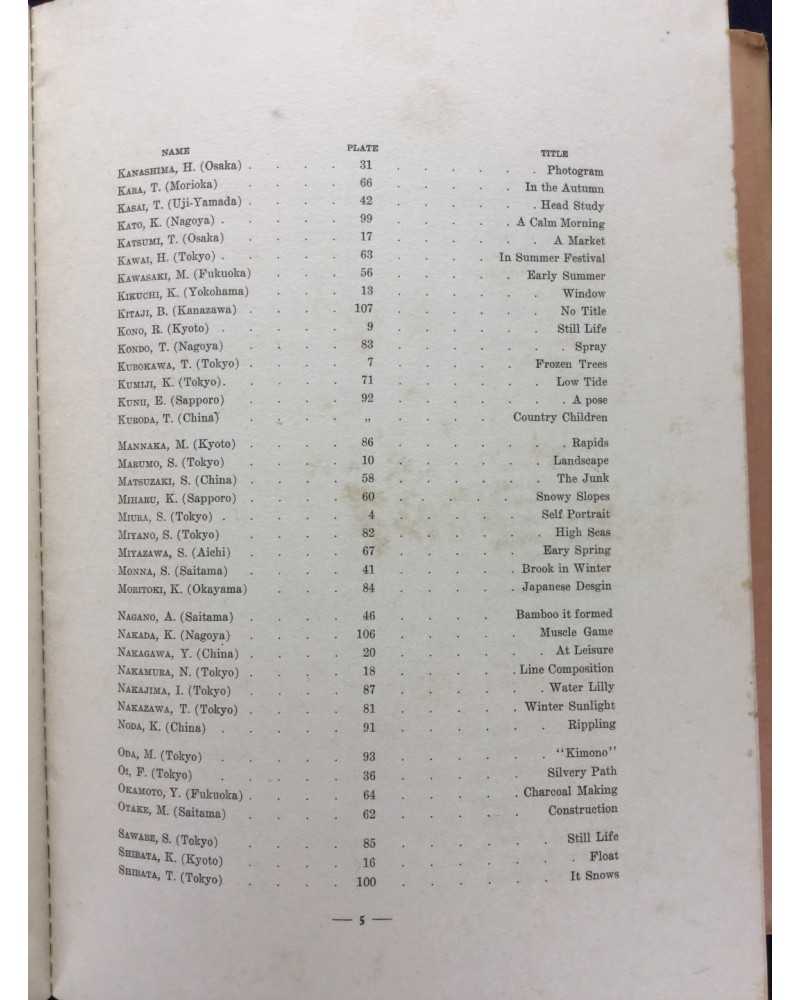 NAME PLATE TITLE
KANASHIMA, H. (Osaka) . . . . 31 . . . . . . Photogram
KARA, T. (Morioka) . . . . 66 . . . . . In the Autumn
KASAI, T. (Uji-Yamada) . . . . 42 . . . . . . Head Study
KATO, K. (Nagoya) . . . . . 99 . . . . . A Calm Morning
KATSUMI, T. (Osaka) . . . . 17 . . . . . . A Market
KAWAI, H. (Tokyo) . . . . . 63 . . . . In Summer Festival
KAWASAKI, M. (Fukuoka) . . . . 56 . . . . . Early Summer
KIKUCHI, K. (Yokohama) . . . . 13 . . . . . . Window
KITAJI, B. (Kanazawa) . . . . 107 . . . . . . No Title
KONO, R. (Kyoto) . . . . . 9 . . . . . . Still Life
KONDO, T. (Nagoya) . . . . 83 . . . . . . . Spray
KUBOKAWA, T. (Tokyo) . . . . 7 . . . . . Frozen Trees
KUMIJI, K. (Tokyo) . . . . . 71 . . . . . . Low Tide
KUNII, E. (Sapporo) . . . . 92 . . . . . . . A pose
KURODA, T. (China) . . . . „ . . . . Country Children
MANNAKA, M. (Kyoto) . . . . 86 . . . . . . . Rapids
MARUMO, S. (Tokyo) . . . . 10 . . . . . . Landscape
MATSUZAKI, S. (China) . . . . 58 . . . . . . The Junk
MIHARU, K. (Sapporo) . . . . 60 . . . . . Snowy Slopes
MIURA, S. (Tokyo) . . . . . 4 . . . . . Self Portrait
MIYANO, S. (Tokyo) . . . . 82 . . . . . . High Seas
MIYAZAWA, S. (Aichi) . . . . 67 . . . . . Eary Spring
MONNA, S. (Saitama) . . . . 41 . . . . . Brook in Winter
MORITOKI, K. (Okayama) . . . . 84 . . . . . Japanese Desgin
NAGANO, A. (Saitama) . . . . 46 . . . . Bamboo it formed
NAKADA, K. (Nagoya) . . . . 106 . . . . . Muscle Game
NAKAGAWA, Y. (China) . . . . 20 . . . . . . At Leisure
NAKAMURA, N. (Tokyo) . . . . 18 . . . . . Line Composition
NAKAJIMA, I. (Tokyo) . . . . 87 . . . . . . Water Lilly
NAKAZAWA, T. (Tokyo) . . . . 81 . . . . . Winter Sunlight
NODA, K. (China) . . . . . 91 . . . . . . Rippling
ODA, M. (Tokyo) . . . . . 93 . . . . . . "Kimono"
OI, F. (Tokyo) . . . . . 36 . . . . . Silvery Path
OKAMOTO, Y. (Fukuoka) . . . . 64 . . . . . Charcoal Making
OTAKE, M. (Saitama) . . . . 62 . . . . . Construction
SAWABE, S. (Tokyo) . . . . 85 . . . . . . Still Life
SHIBATA, K. (Kyoto) . . . . 16 . . . . . . . Float
SHIBATA, T. (Tokyo) . . . . 100 . . . . . . It Snows
— 5 —